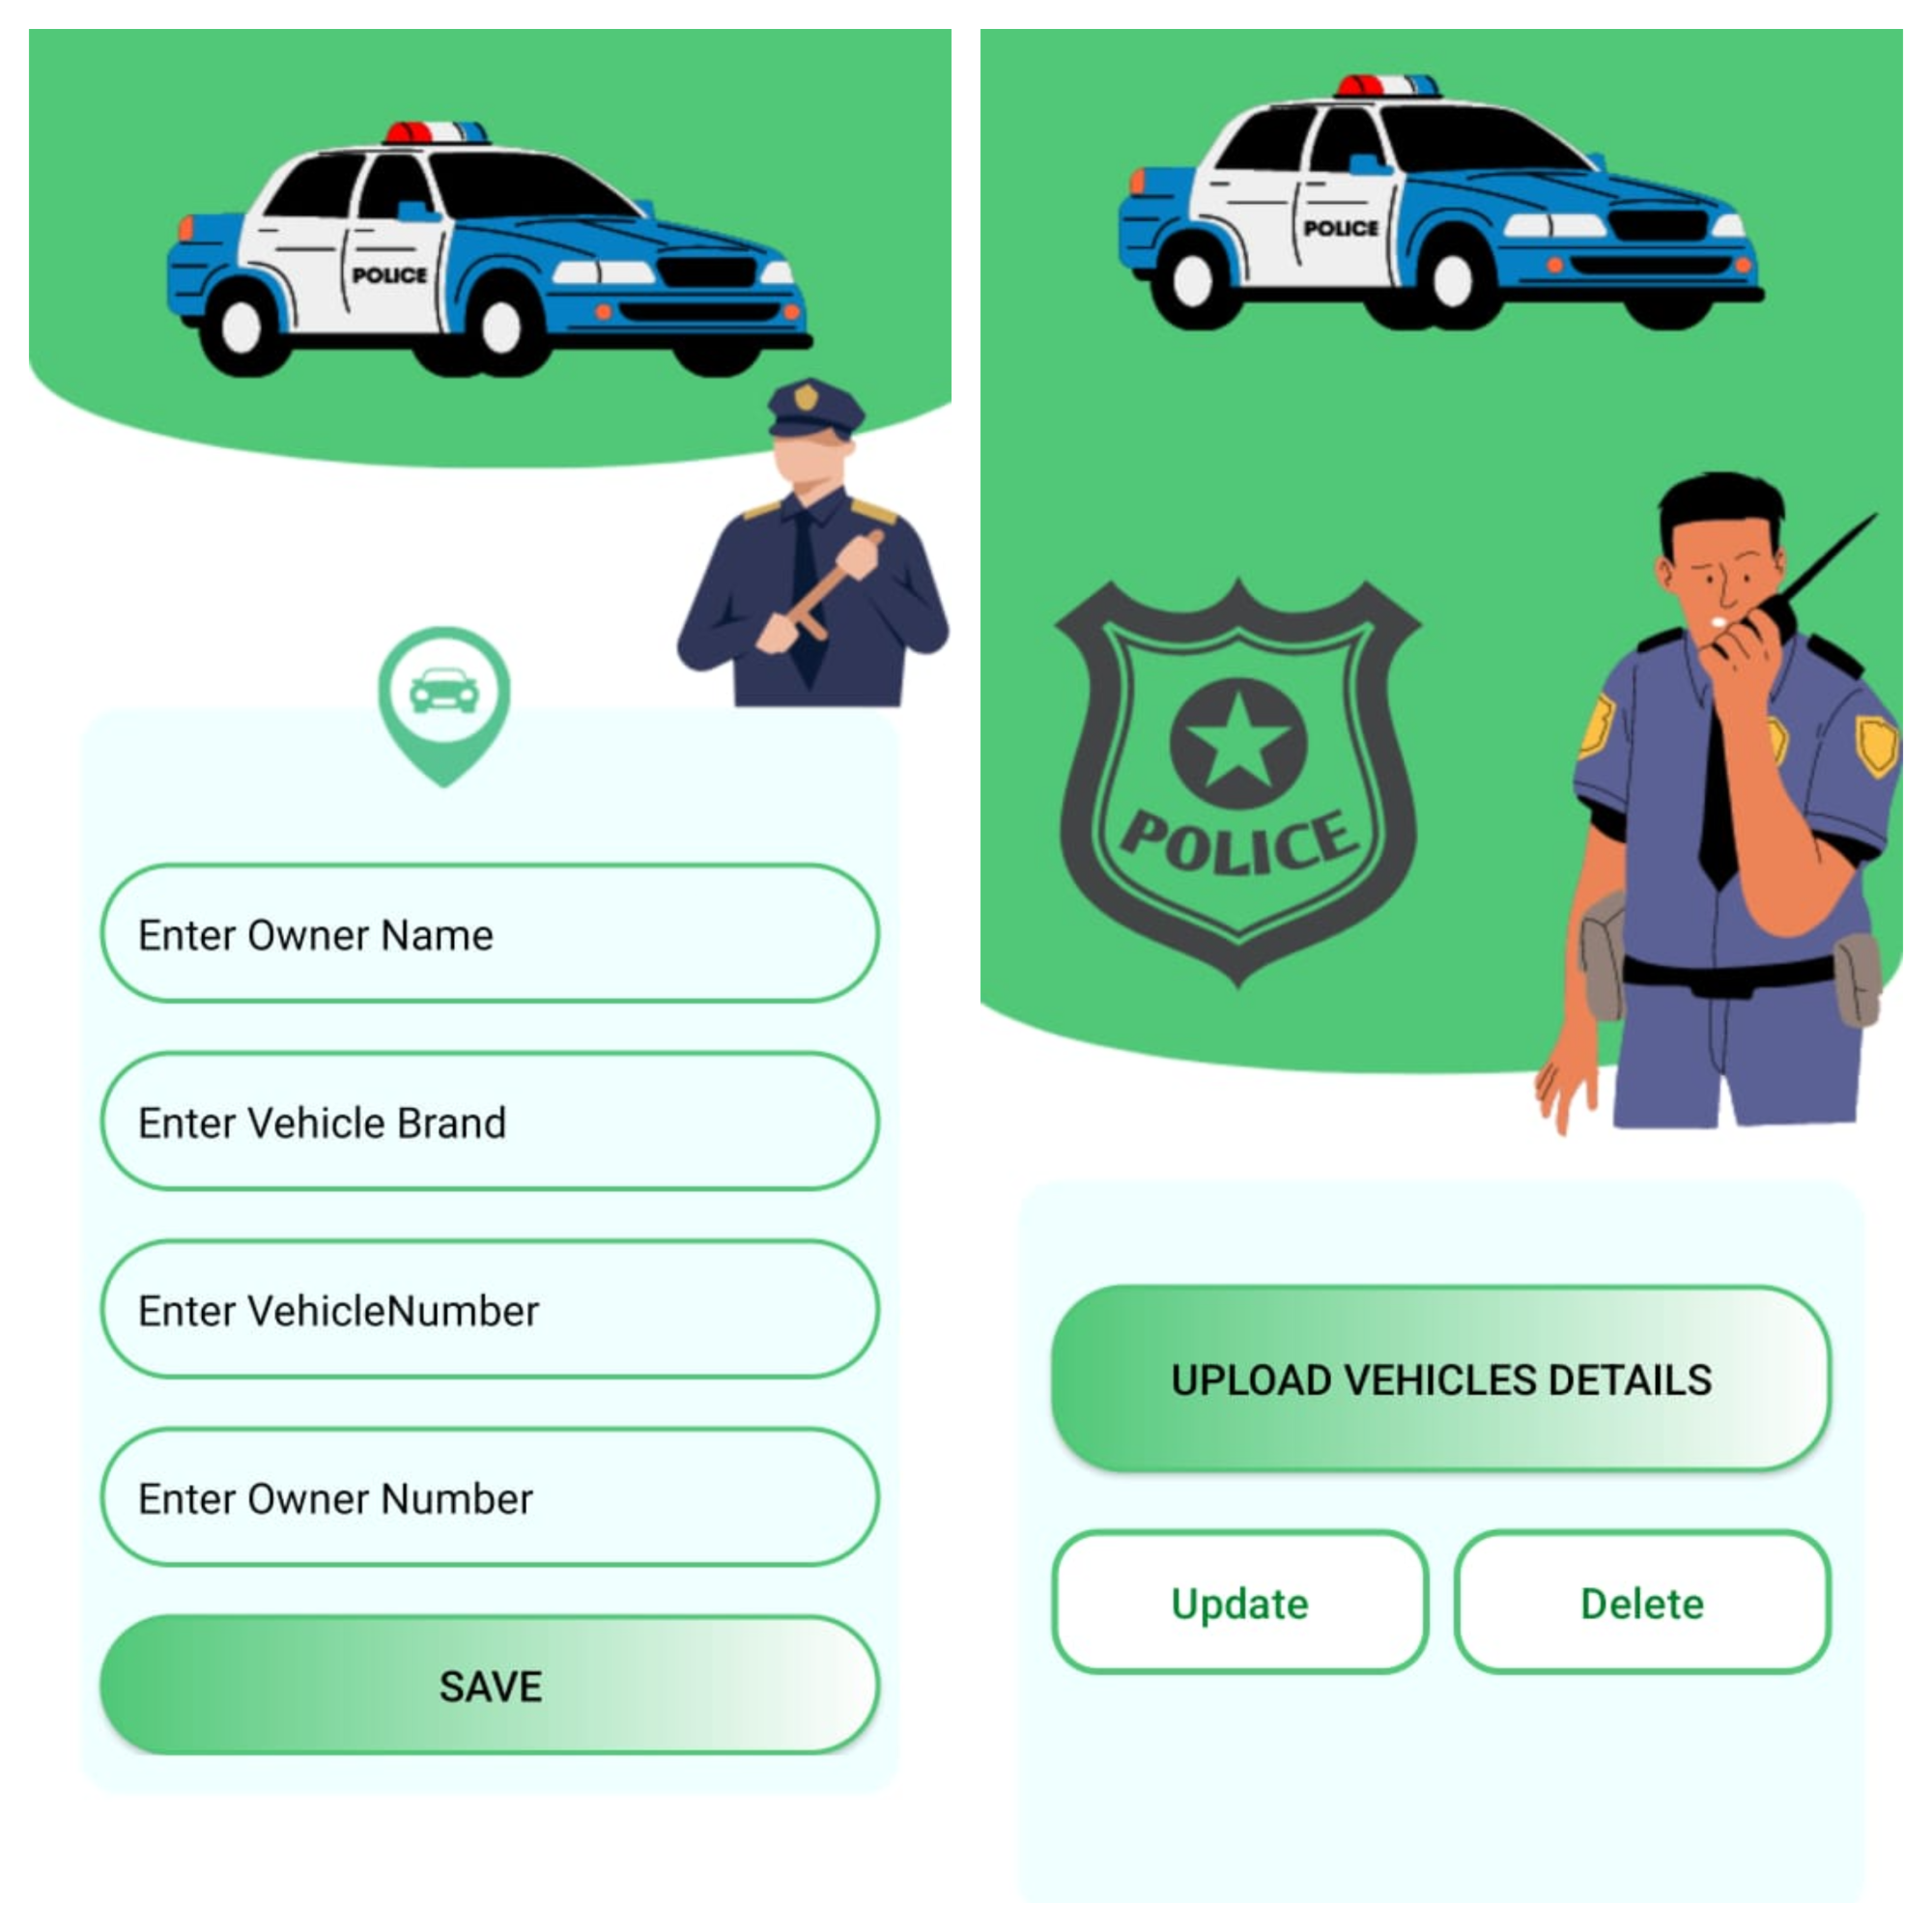 POLICE
Enter Owner Name
Enter Vehicle Brand
Enter VehicleNumber
Enter Owner Number
SAVE
POLICE
POLICE
UPLOAD VEHICLES DETAILS
Update
Delete